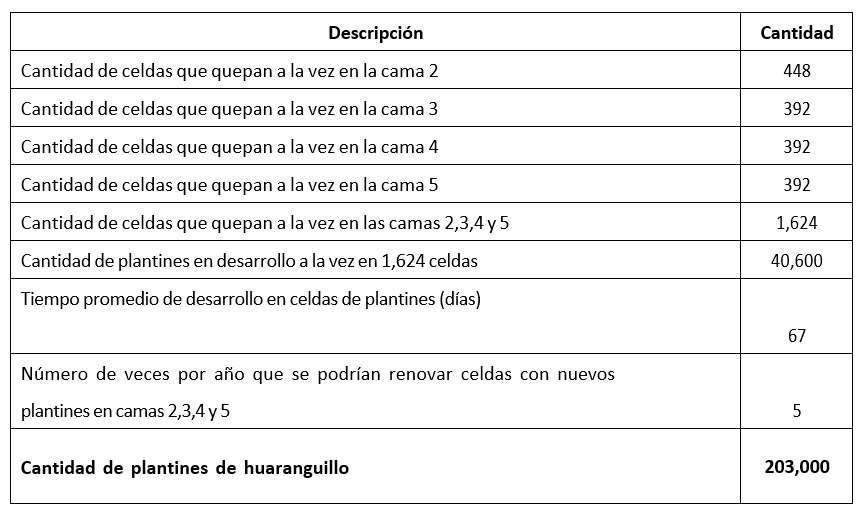 Descripción Cantidad
Cantidad de celdas que quepan a la vez en la cama 2 448
Cantidad de celdas que quepan a la vez en la cama 3 392
Cantidad de celdas que quepan a la vez en la cama 4 392
Cantidad de celdas que quepan a la vez en la cama 5 392
Cantidad de celdas que quepan a la vez en las camas 2,3,4 y 5 1,624
Cantidad de plantines en desarrollo a la vez en 1,624 celdas 40,600
Tiempo promedio de desarrollo en celdas de plantines (días)
67
Número de veces por año que se podrían renovar celdas con nuevos
plantines en camas 2,3,4 y 5 5
Cantidad de plantines de huaranguillo 203,000